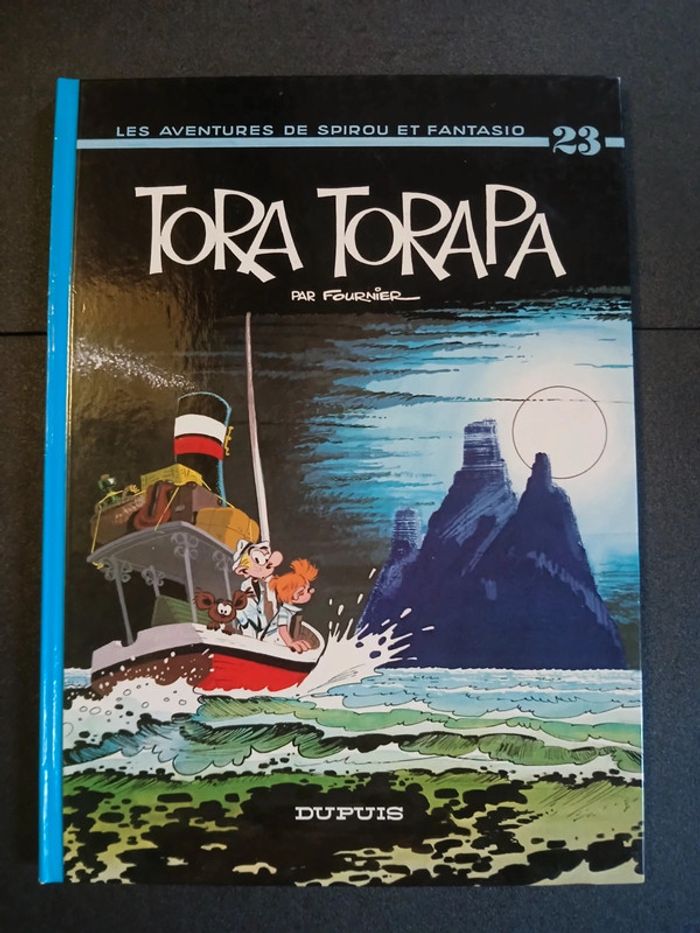 LES AVENTURES DE SPIROU ET FANTASIO 23
TORA TORAPA
PAR FOURNIER
DUPUIS